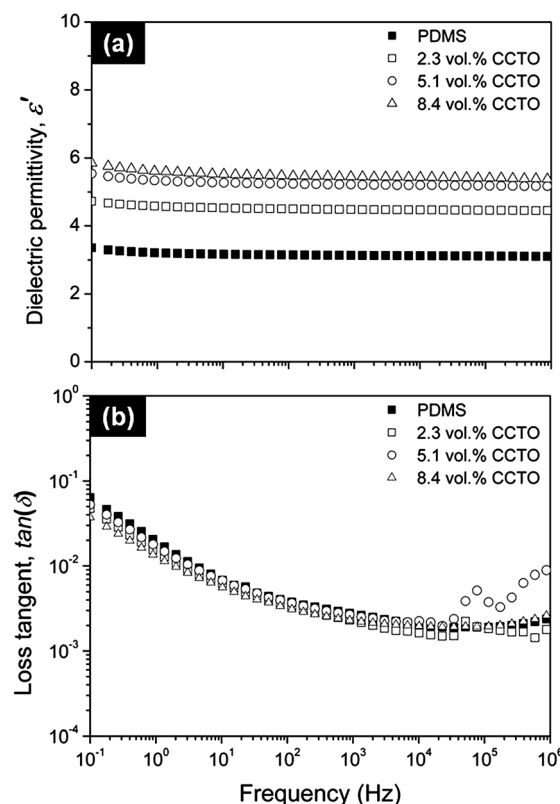 (a)
PDMS
2.3 vol.% CCTO
5.1 vol.% CCTO
8.4 vol.% CCTO
Dielectric permittivity, ε'
10
8
6
4
2
0
(b)
PDMS
2.3 vol.% CCTO
5.1 vol.% CCTO
8.4 vol.% CCTO
Loss tangent, tan(δ)
10⁰
10⁻¹
10⁻²
10⁻³
10⁻⁴
10⁻¹ 10⁰ 10¹ 10² 10³ 10⁴ 10⁵ 10⁶
Frequency (Hz)